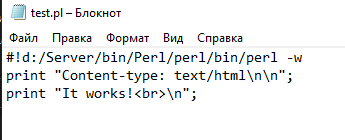 test.pl – Блокнот
Файл Правка Формат Вид Справка
#!d:/Server/bin/Perl/perl/bin/perl -w
print "Content-type: text/html\n\n";
print "It works!<br>\n";